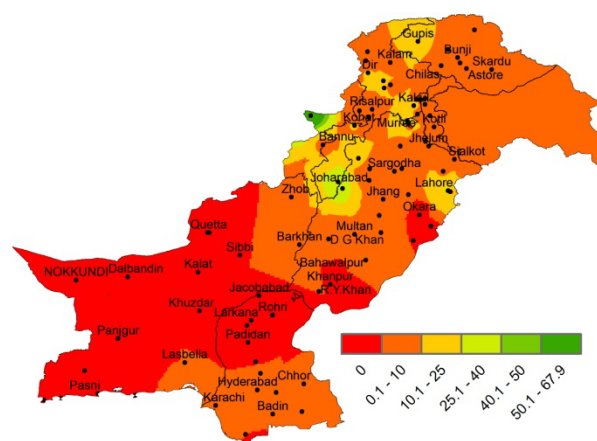 Gupis
Kalam
Bunji
Dir
Skardu
Chilas
Astore
Risalpur
Kohat
Murree
Kotli
Bannu
Jhelum
Sialkot
Sargodha
Joharabad
Lahore
Zhob
Jhang
Okara
Quetta
Multan
Barkhan
D G Khan
Sibbi
Bahawalpur
NOKKUNDI
Dalbandin
Kalat
Khanpur
Jacobabad
R.Y.Khan
Khuzdar
Larkana
Rohri
Panjgur
Padidan
Lasbella
Pasni
Hyderabad
Chhor
Karachi
Badin
0
0.1 - 10
10.1 - 25
25.1 - 40
40.1 - 50
50.1 - 67.9